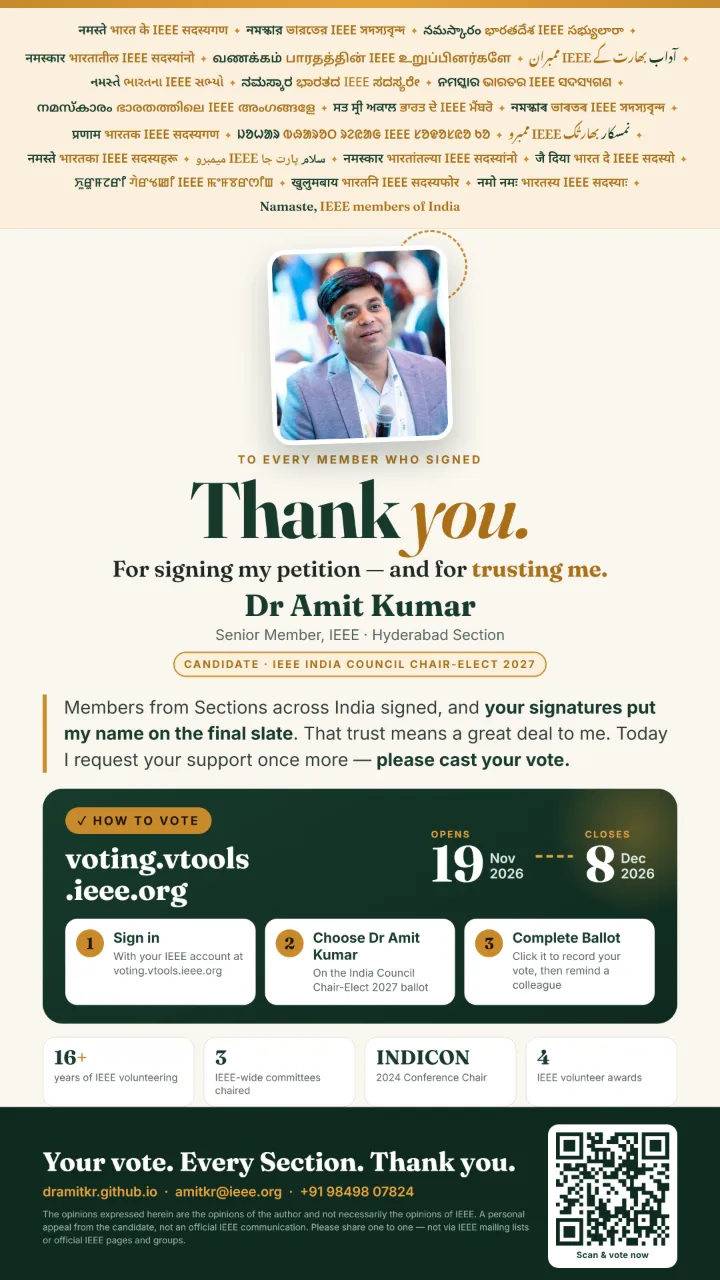 नमस्ते भारत के IEEE सदस्यगण ✦ নমস্কার ভারতের IEEE সদস্যবৃন্দ ✦ నమస్కారం భారతదేశ IEEE సభ్యులారా ✦
नमस्कार भारतातील IEEE सदस्यांनो ✦ வணக்கம் பாரதத்தின் IEEE உறுப்பினர்களே ✦ آداب بھارت کے IEEE ممبران ✦
નમસ્તે ભારતના IEEE સભ્યો ✦ ನಮಸ್ಕಾರ ಭಾರತದ IEEE ಸದಸ್ಯರೇ ✦ ନମସ୍କାର ଭାରତର IEEE ସଦସ୍ୟଗଣ ✦
നമസ്കാരം ഭാരതത്തിലെ IEEE അംഗങ്ങളേ ✦ ਸਤ ਸ੍ਰੀ ਅਕਾਲ ਭਾਰਤ ਦੇ IEEE ਮੈਂਬਰੋ ✦ নমস্কাৰ ভাৰতৰ IEEE সদস্যবৃন্দ ✦
प्रणाम भारतक IEEE सदस्यगण ✦ IEEE ✦ نمسکار بھارتُک IEEE ممبرو ✦
नमस्ते भारतका IEEE सदस्यहरू ✦ سلام ڀارت جا IEEE ميمبرو ✦ नमस्कार भारतांतल्या IEEE सदस्यांनो ✦ जै दिया भारत दे IEEE सदस्यो ✦
IEEE ✦ खुलुमबाय भारतनि IEEE सदस्यफोर ✦ नमो नमः भारतस्य IEEE सदस्याः ✦
Namaste, IEEE members of India
TO EVERY MEMBER WHO SIGNED
Thank you.
For signing my petition — and for trusting me.
Dr Amit Kumar
Senior Member, IEEE · Hyderabad Section
CANDIDATE · IEEE INDIA COUNCIL CHAIR-ELECT 2027
Members from Sections across India signed, and your signatures put
my name on the final slate. That trust means a great deal to me. Today
I request your support once more — please cast your vote.
✓ HOW TO VOTE
voting.vtools
.ieee.org
OPENS
19 Nov 2026
CLOSES
8 Dec 2026
1 Sign in
With your IEEE account at
voting.vtools.ieee.org
2 Choose Dr Amit
Kumar
On the India Council
Chair-Elect 2027 ballot
3 Complete Ballot
Click it to record your
vote, then remind a
colleague
16+
years of IEEE volunteering
3
IEEE-wide committees
chaired
INDICON
2024 Conference Chair
4
IEEE volunteer awards
Your vote. Every Section. Thank you.
dramitkr.github.io · amitkr@ieee.org · +91 98498 07824
The opinions expressed herein are the opinions of the author and not necessarily the opinions of IEEE. A personal
appeal from the candidate, not an official IEEE communication. Please share one to one — not via IEEE mailing lists
or official IEEE pages and groups.
Scan & vote now